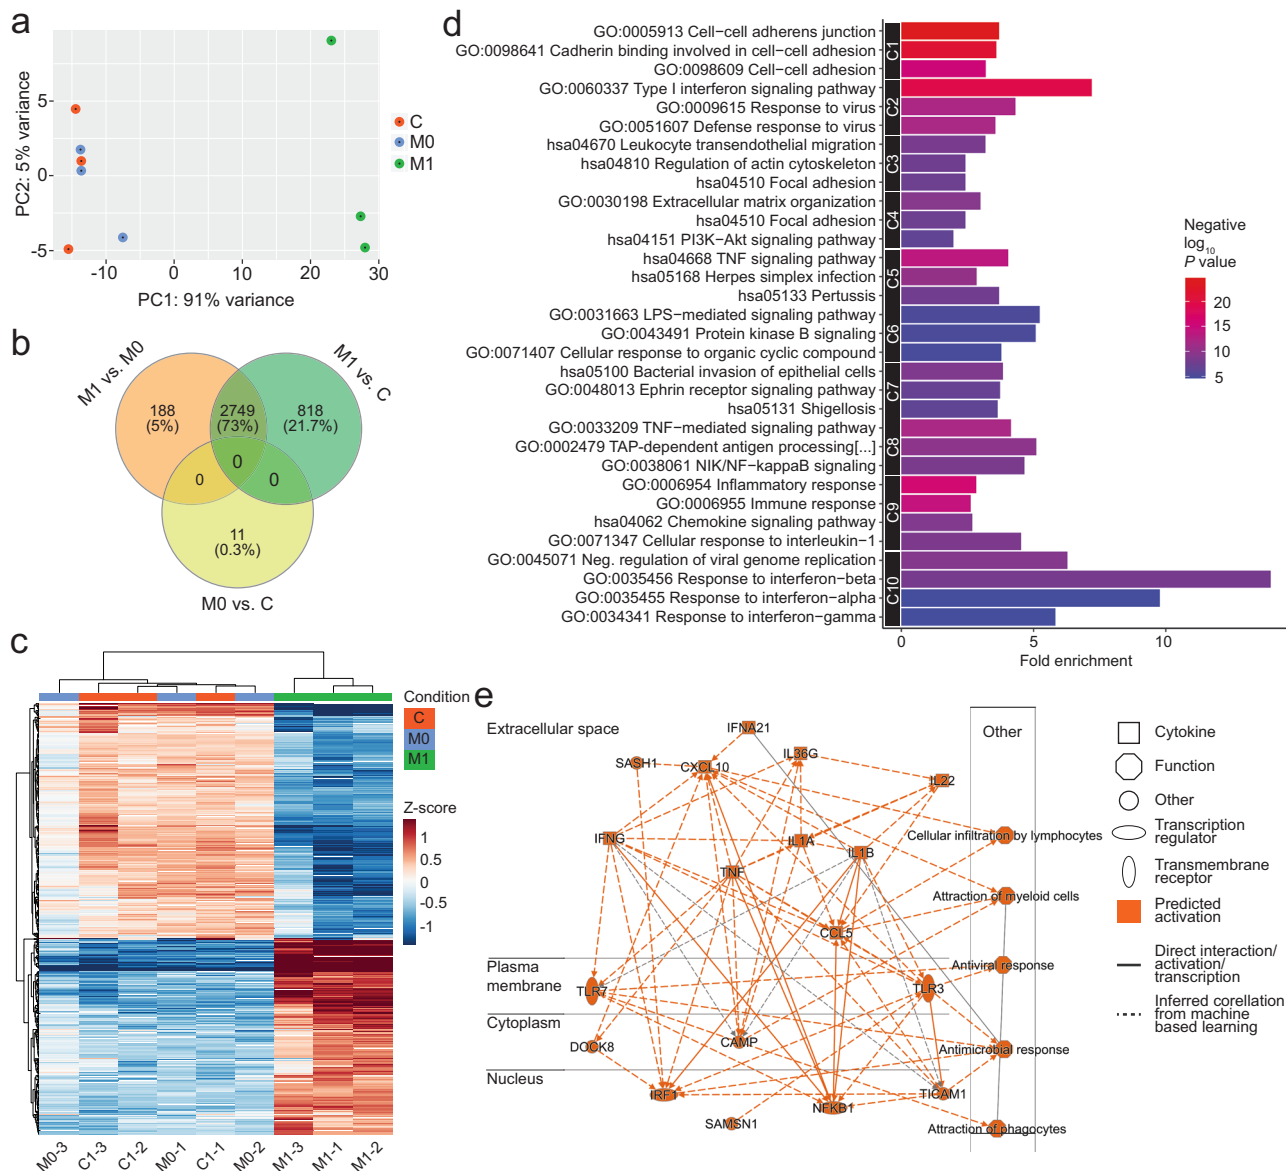 a
PC2: 5% variance
5
0
-5
-10
0
10
20
30
PC1: 91% variance
C
M0
M1
b
M1 vs. M0
M1 vs. C
188
(5%)
2749
(73%)
818
(21.7%)
0
0
0
11
(0.3%)
M0 vs. C
c
Condition
C
M0
M1
Z-score
1
0.5
0
-0.5
-1
M0-3
C1-3
C1-2
M0-1
C1-1
M0-2
M1-3
M1-1
M1-2
d
GO:0005913 Cell−cell adherens junction
GO:0098641 Cadherin binding involved in cell−cell adhesion
GO:0098609 Cell−cell adhesion
GO:0060337 Type I interferon signaling pathway
GO:0009615 Response to virus
GO:0051607 Defense response to virus
hsa04670 Leukocyte transendothelial migration
hsa04810 Regulation of actin cytoskeleton
hsa04510 Focal adhesion
GO:0030198 Extracellular matrix organization
hsa04510 Focal adhesion
hsa04151 PI3K−Akt signaling pathway
hsa04668 TNF signaling pathway
hsa05168 Herpes simplex infection
hsa05133 Pertussis
GO:0031663 LPS−mediated signaling pathway
GO:0043491 Protein kinase B signaling
GO:0071407 Cellular response to organic cyclic compound
hsa05100 Bacterial invasion of epithelial cells
GO:0048013 Ephrin receptor signaling pathway
hsa05131 Shigellosis
GO:0033209 TNF−mediated signaling pathway
GO:0002479 TAP−dependent antigen processing[...]
GO:0038061 NIK/NF−kappaB signaling
GO:0006954 Inflammatory response
GO:0006955 Immune response
hsa04062 Chemokine signaling pathway
GO:0071347 Cellular response to interleukin−1
GO:0045071 Neg. regulation of viral genome replication
GO:0035456 Response to interferon−beta
GO:0035455 Response to interferon−alpha
GO:0034341 Response to interferon−gamma
C1
C2
C3
C4
C5
C6
C7
C8
C9
C10
0
5
10
Fold enrichment
Negative
log10
P value
20
15
10
5
e
Extracellular space
IFNA21
SASH1
CXCL10
IL36G
IL22
IFNG
IL1A
IL1B
TNF
CCL5
Plasma
membrane
TLR7
TLR3
Cytoplasm
DOCK8
CAMP
Nucleus
IRF1
NFKB1
TICAM1
SAMSN1
Other
Cellular infiltration by lymphocytes
Attraction of myeloid cells
Antiviral response
Antimicrobial response
Attraction of phagocytes
Cytokine
Function
Other
Transcription
regulator
Transmembrane
receptor
Predicted
activation
Direct interaction/
activation/
transcription
Inferred corellation
from machine
based learning